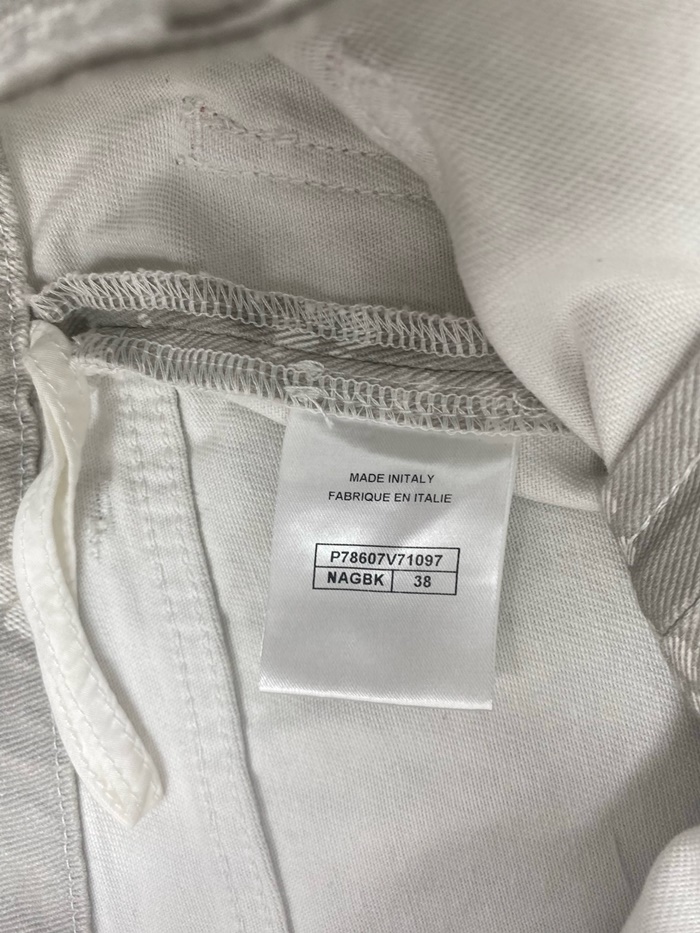 MADE INITALY
FABRIQUE EN ITALIE
P78607V71097
NAGBK 38